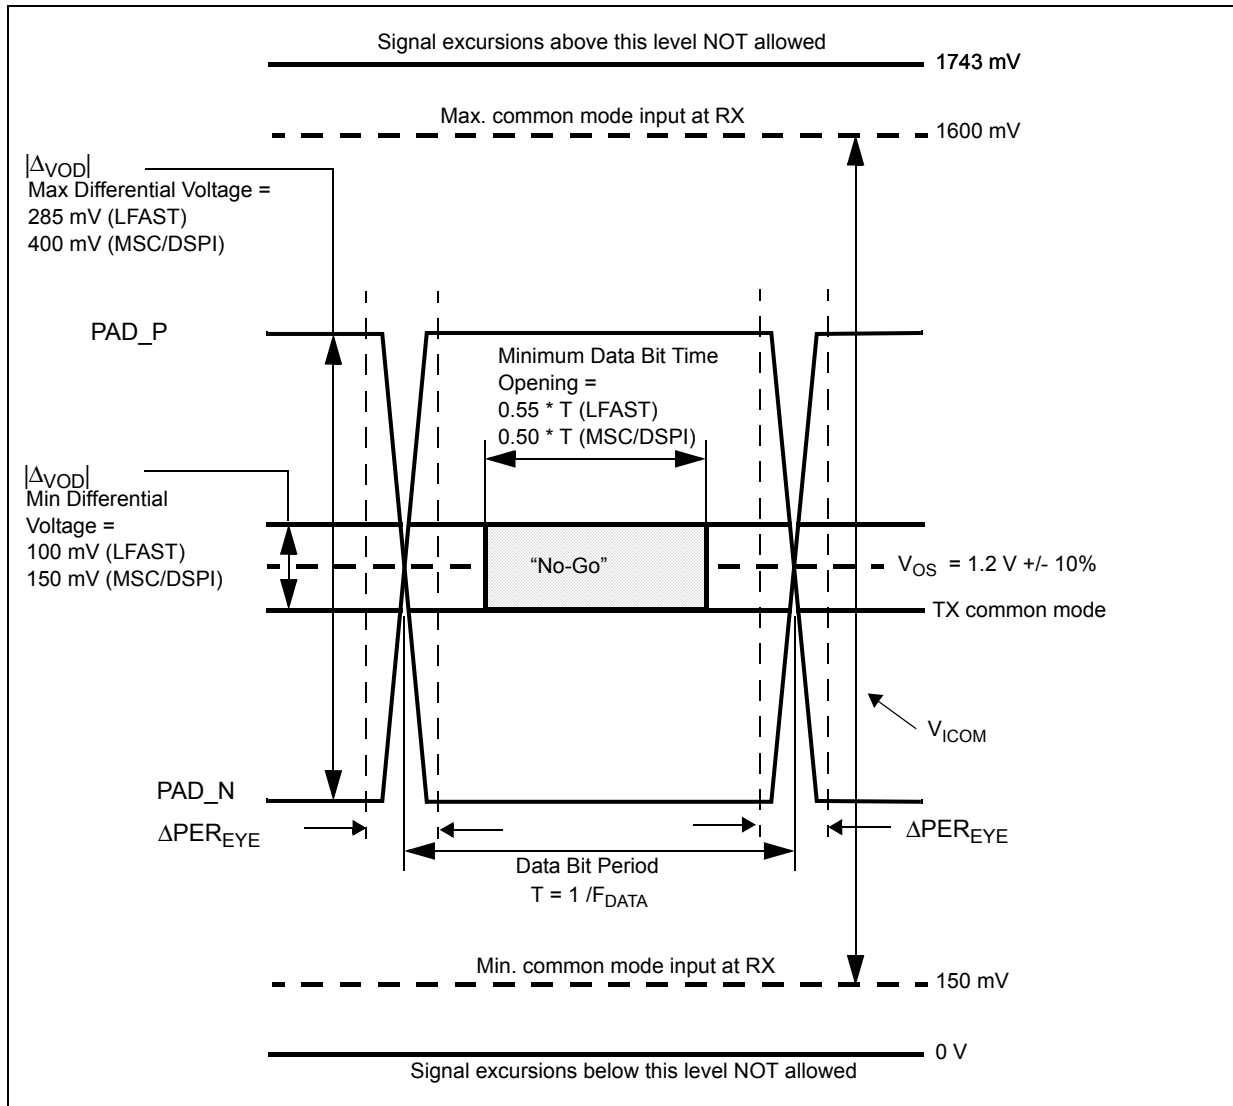 Signal excursions above this level NOT allowed
1743 mV
Max. common mode input at RX
1600 mV
|ΔVOD|
Max Differential Voltage =
285 mV (LFAST)
400 mV (MSC/DSPI)
PAD_P
Minimum Data Bit Time
Opening =
0.55 * T (LFAST)
0.50 * T (MSC/DSPI)
|ΔVOD|
Min Differential
Voltage =
100 mV (LFAST)
150 mV (MSC/DSPI)
“No-Go”
VOS = 1.2 V +/- 10%
TX common mode
VICOM
PAD_N
ΔPEREYE
ΔPEREYE
Data Bit Period
T = 1 /FDATA
Min. common mode input at RX
150 mV
0 V
Signal excursions below this level NOT allowed